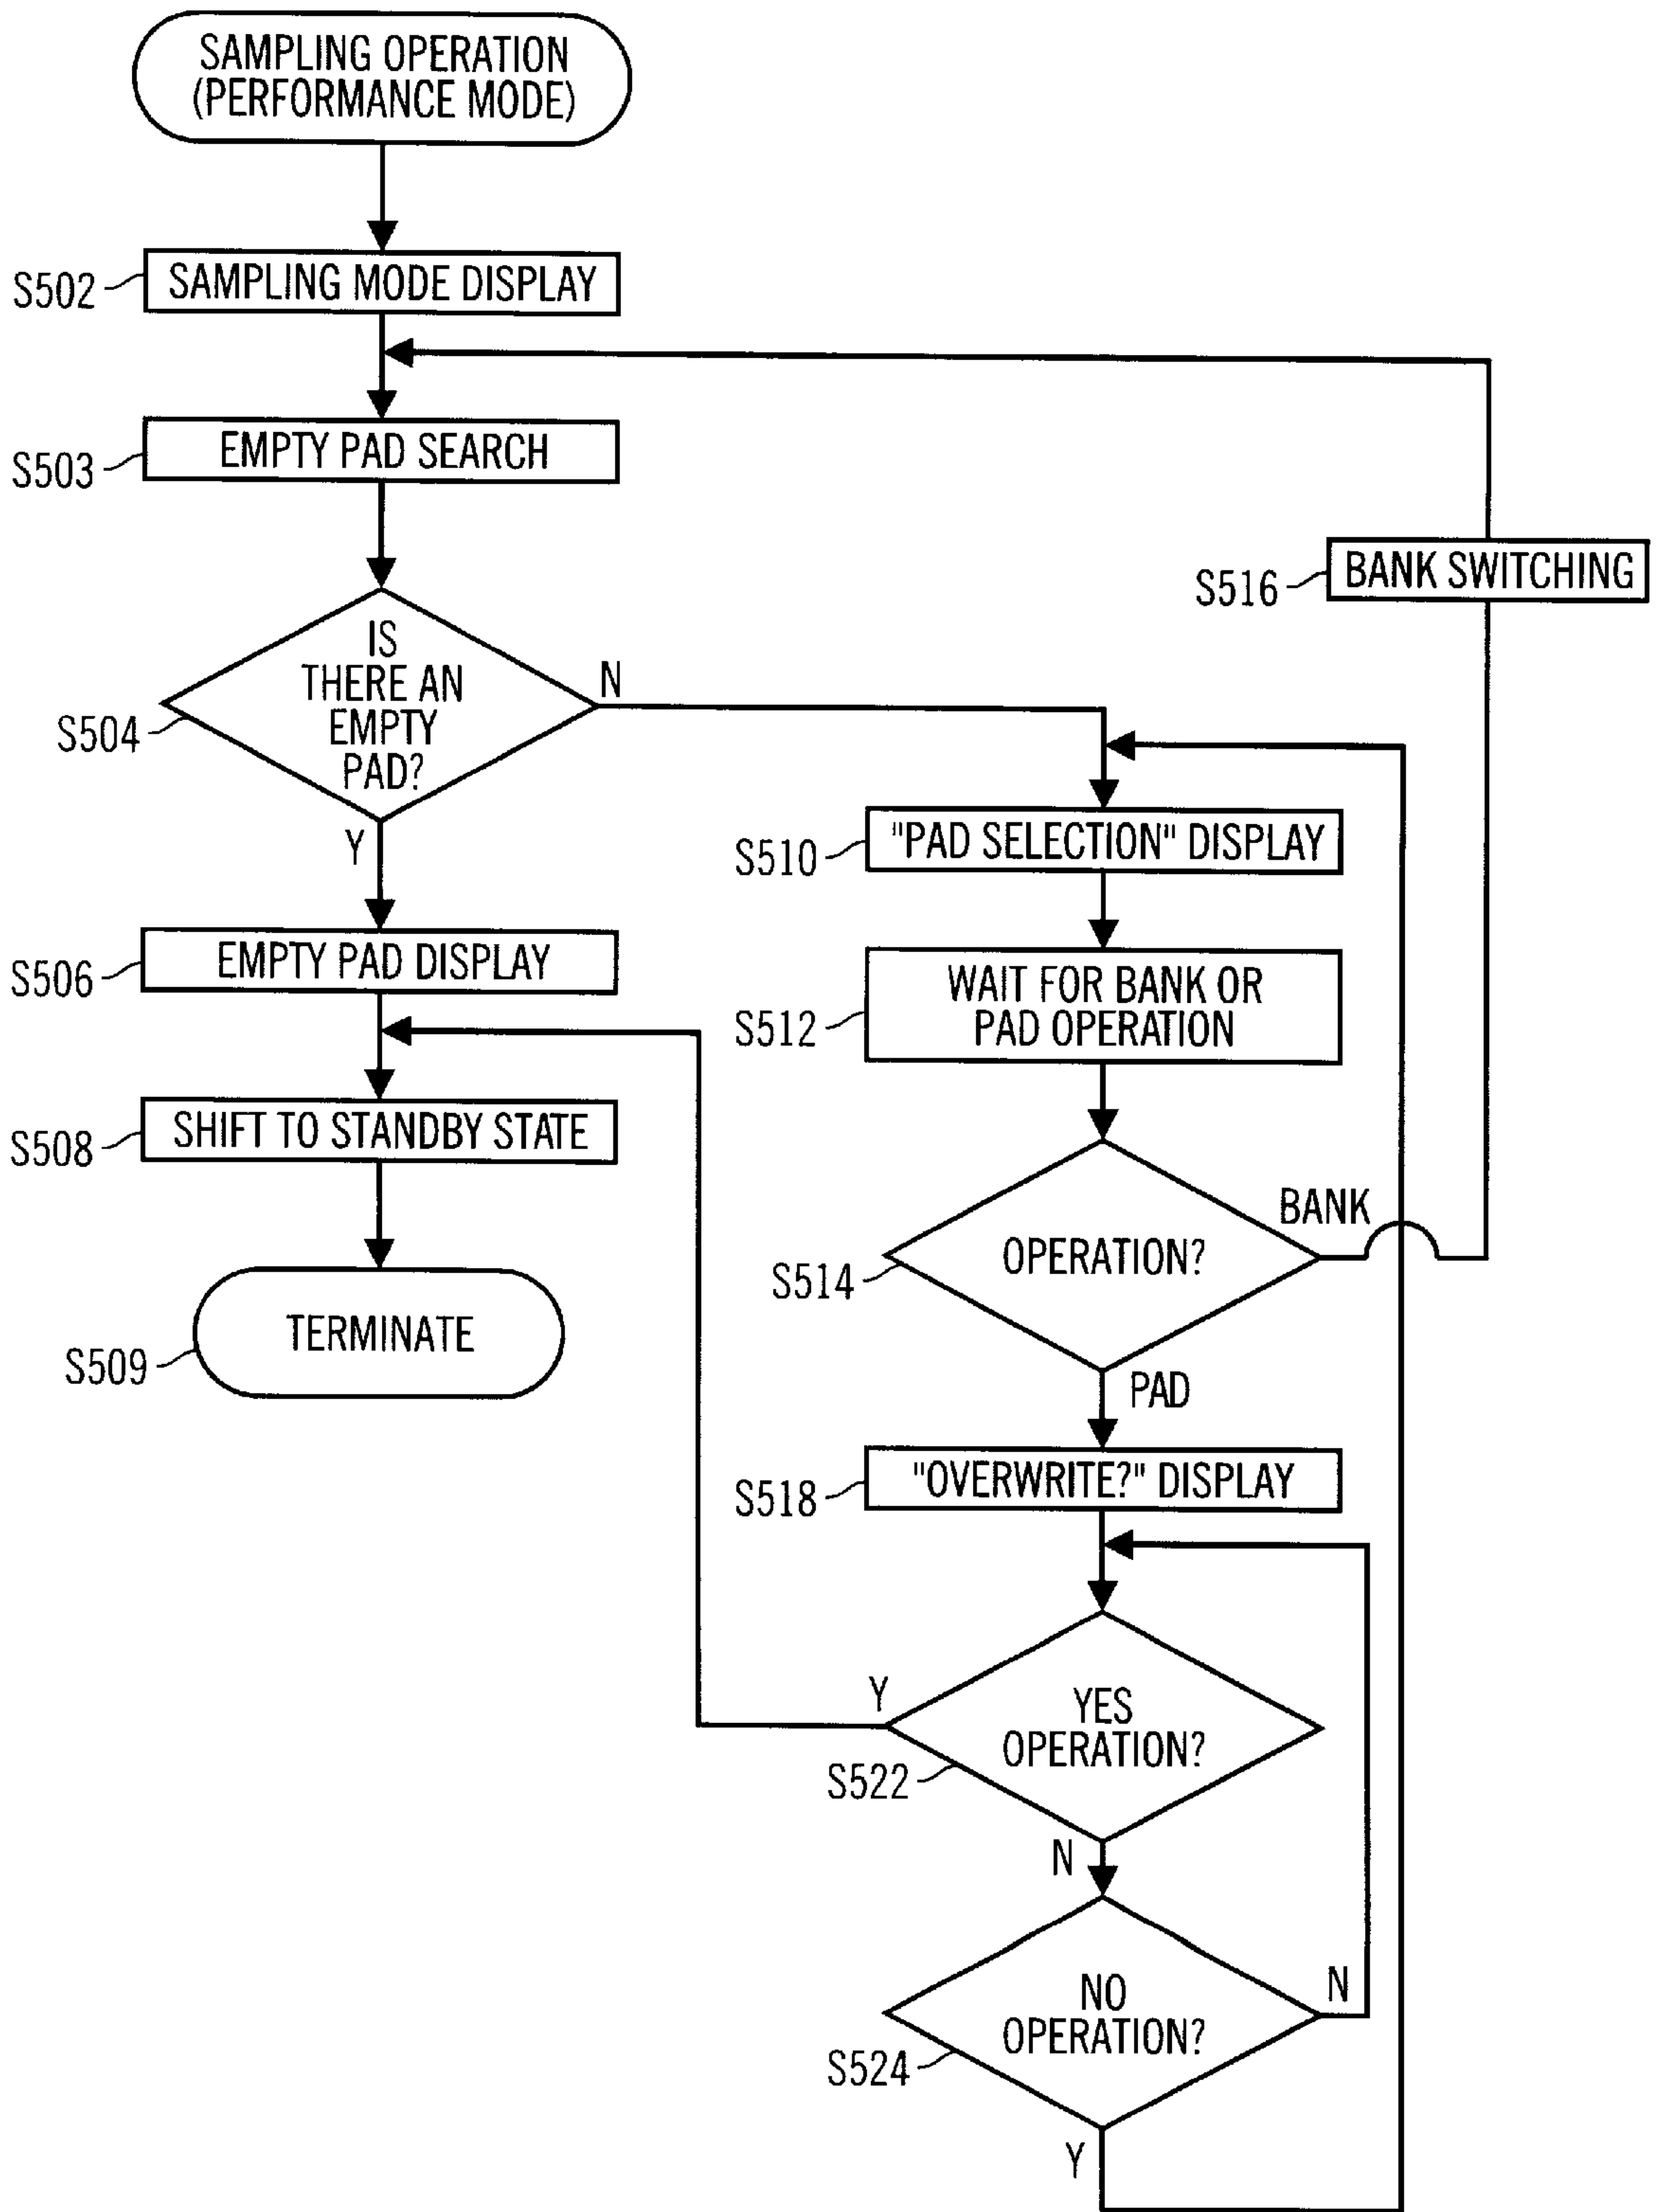 SAMPLING OPERATION
(PERFORMANCE MODE)
S502
SAMPLING MODE DISPLAY
S503
EMPTY PAD SEARCH
S516
BANK SWITCHING
IS
THERE AN
EMPTY
PAD?
N
S504
Y
S510
"PAD SELECTION" DISPLAY
S506
EMPTY PAD DISPLAY
S512
WAIT FOR BANK OR
PAD OPERATION
S508
SHIFT TO STANDBY STATE
BANK
S514
OPERATION?
S509
TERMINATE
PAD
S518
"OVERWRITE?" DISPLAY
Y
YES
OPERATION?
S522
N
NO
OPERATION?
N
S524
Y